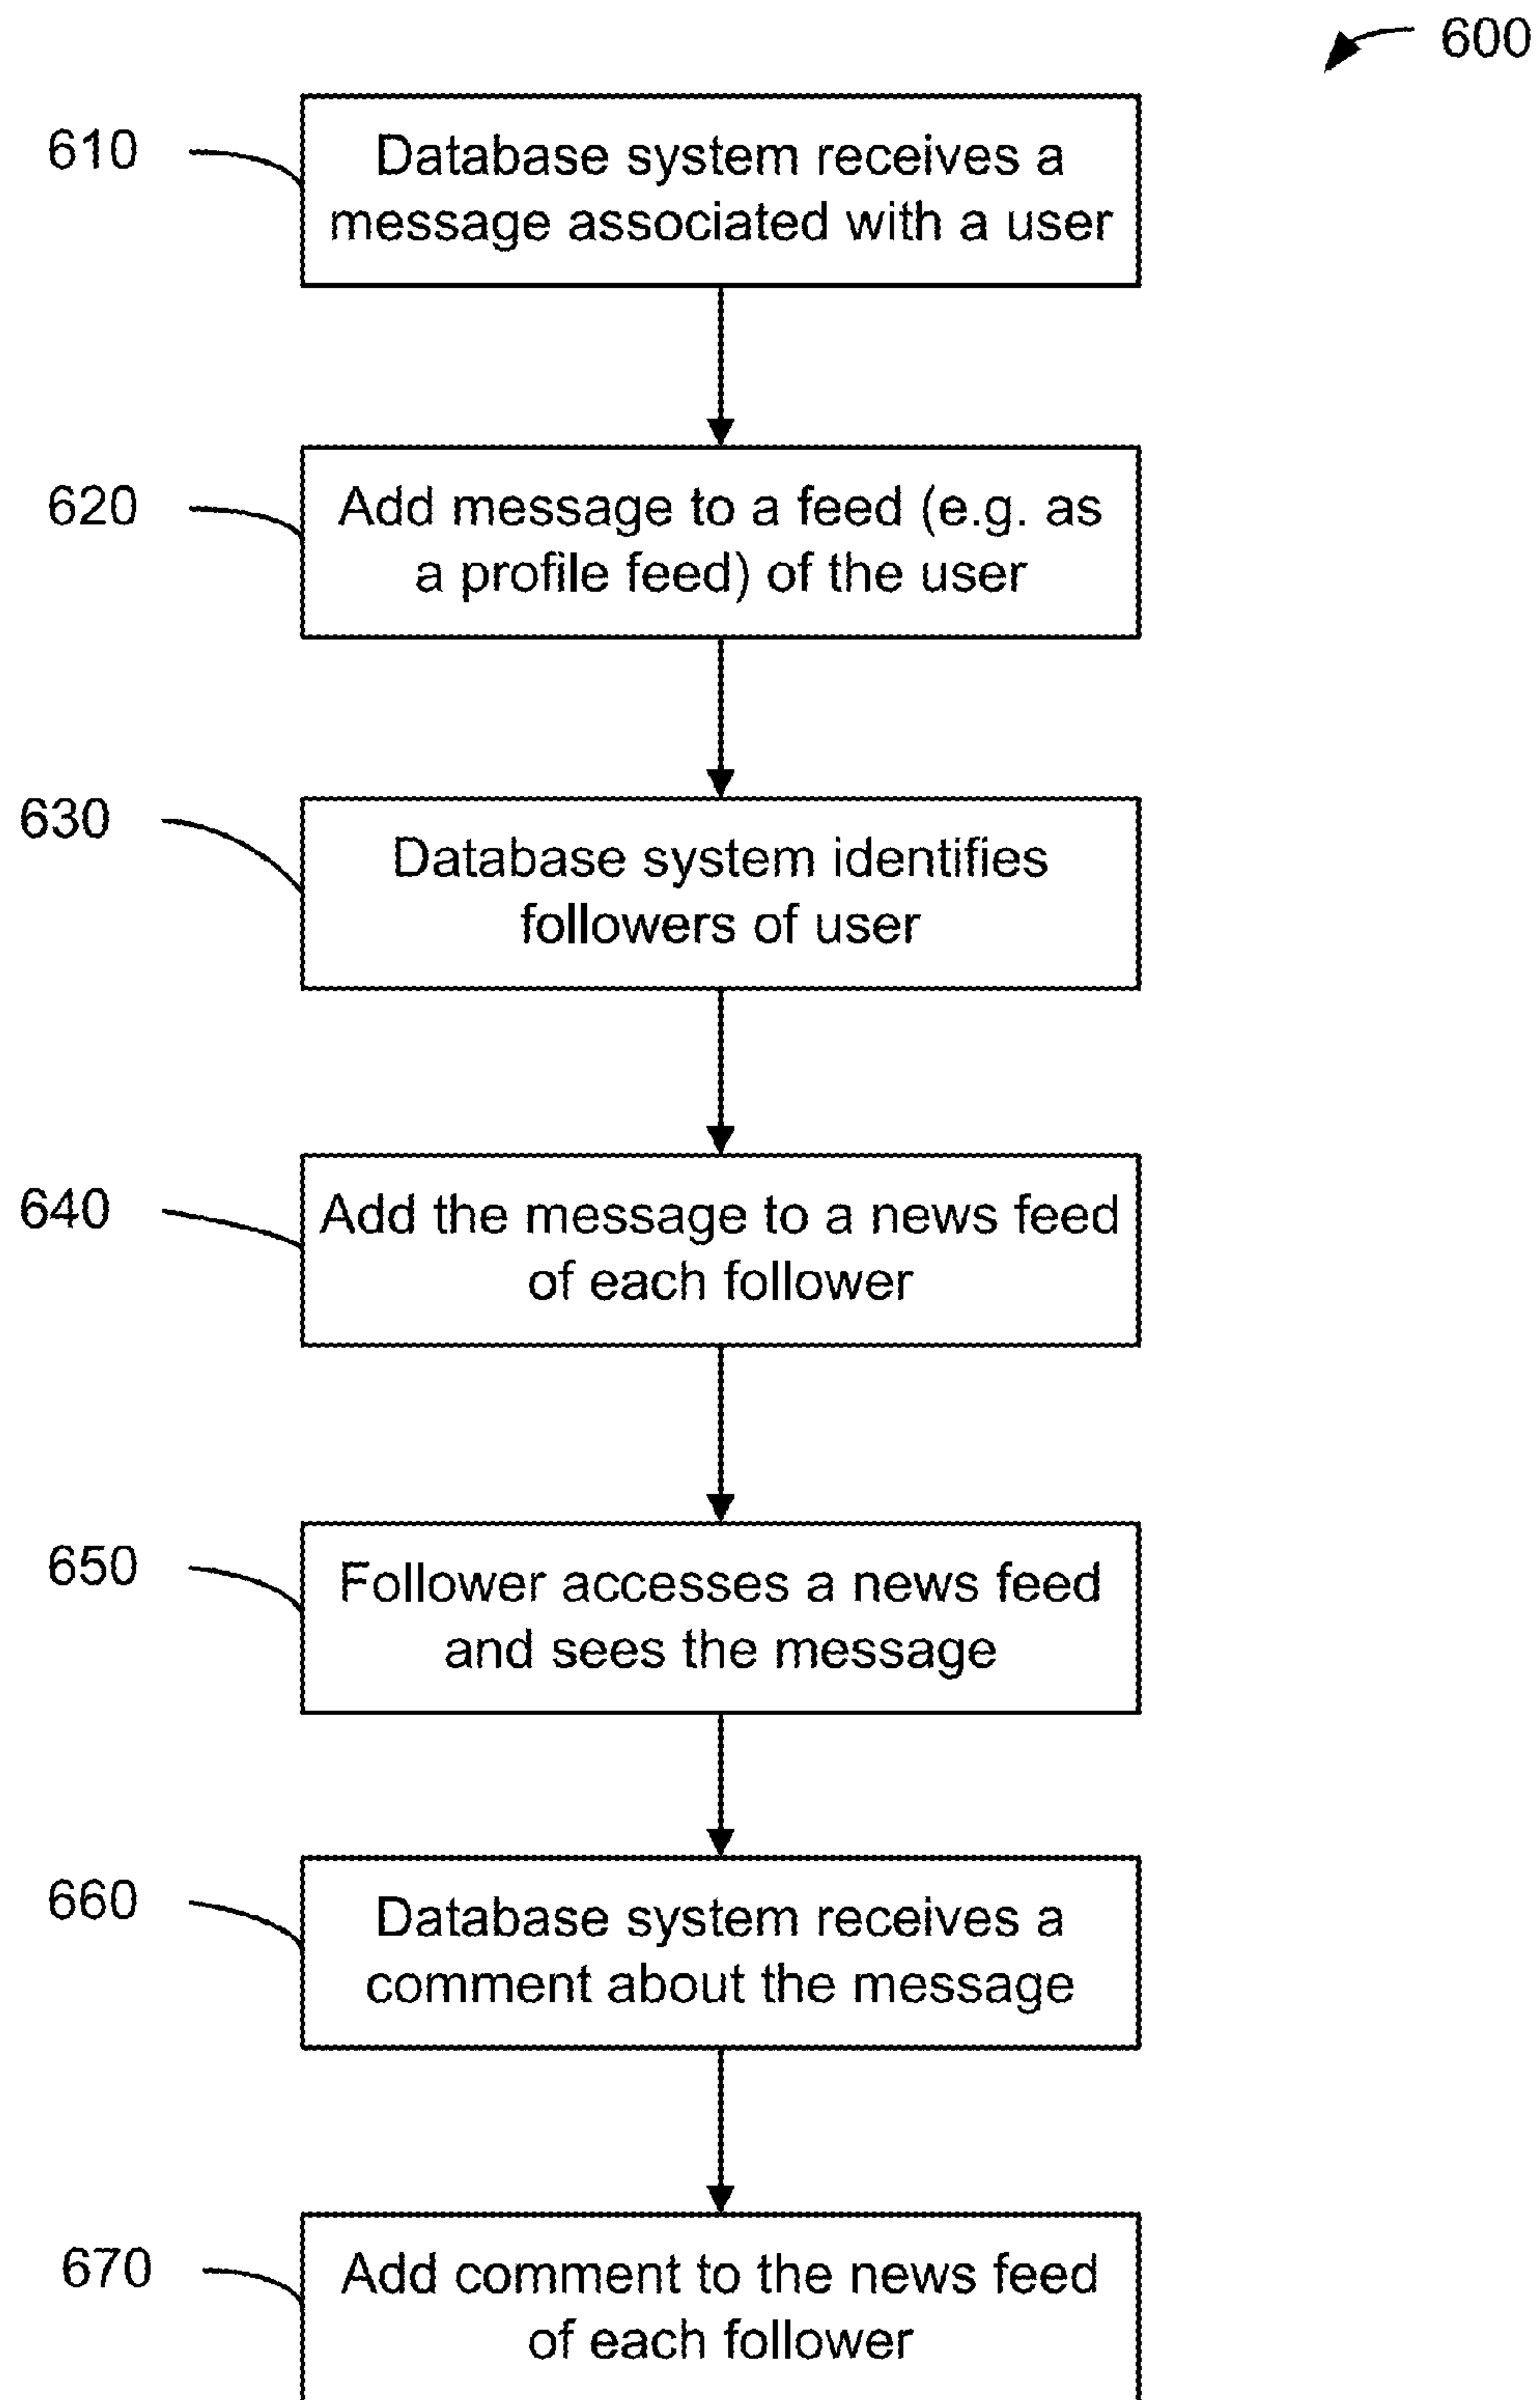 600
610
Database system receives a
message associated with a user
620
Add message to a feed (e.g. as
a profile feed) of the user
630
Database system identifies
followers of user
640
Add the message to a news feed
of each follower
650
Follower accesses a news feed
and sees the message
660
Database system receives a
comment about the message
670
Add comment to the news feed
of each follower